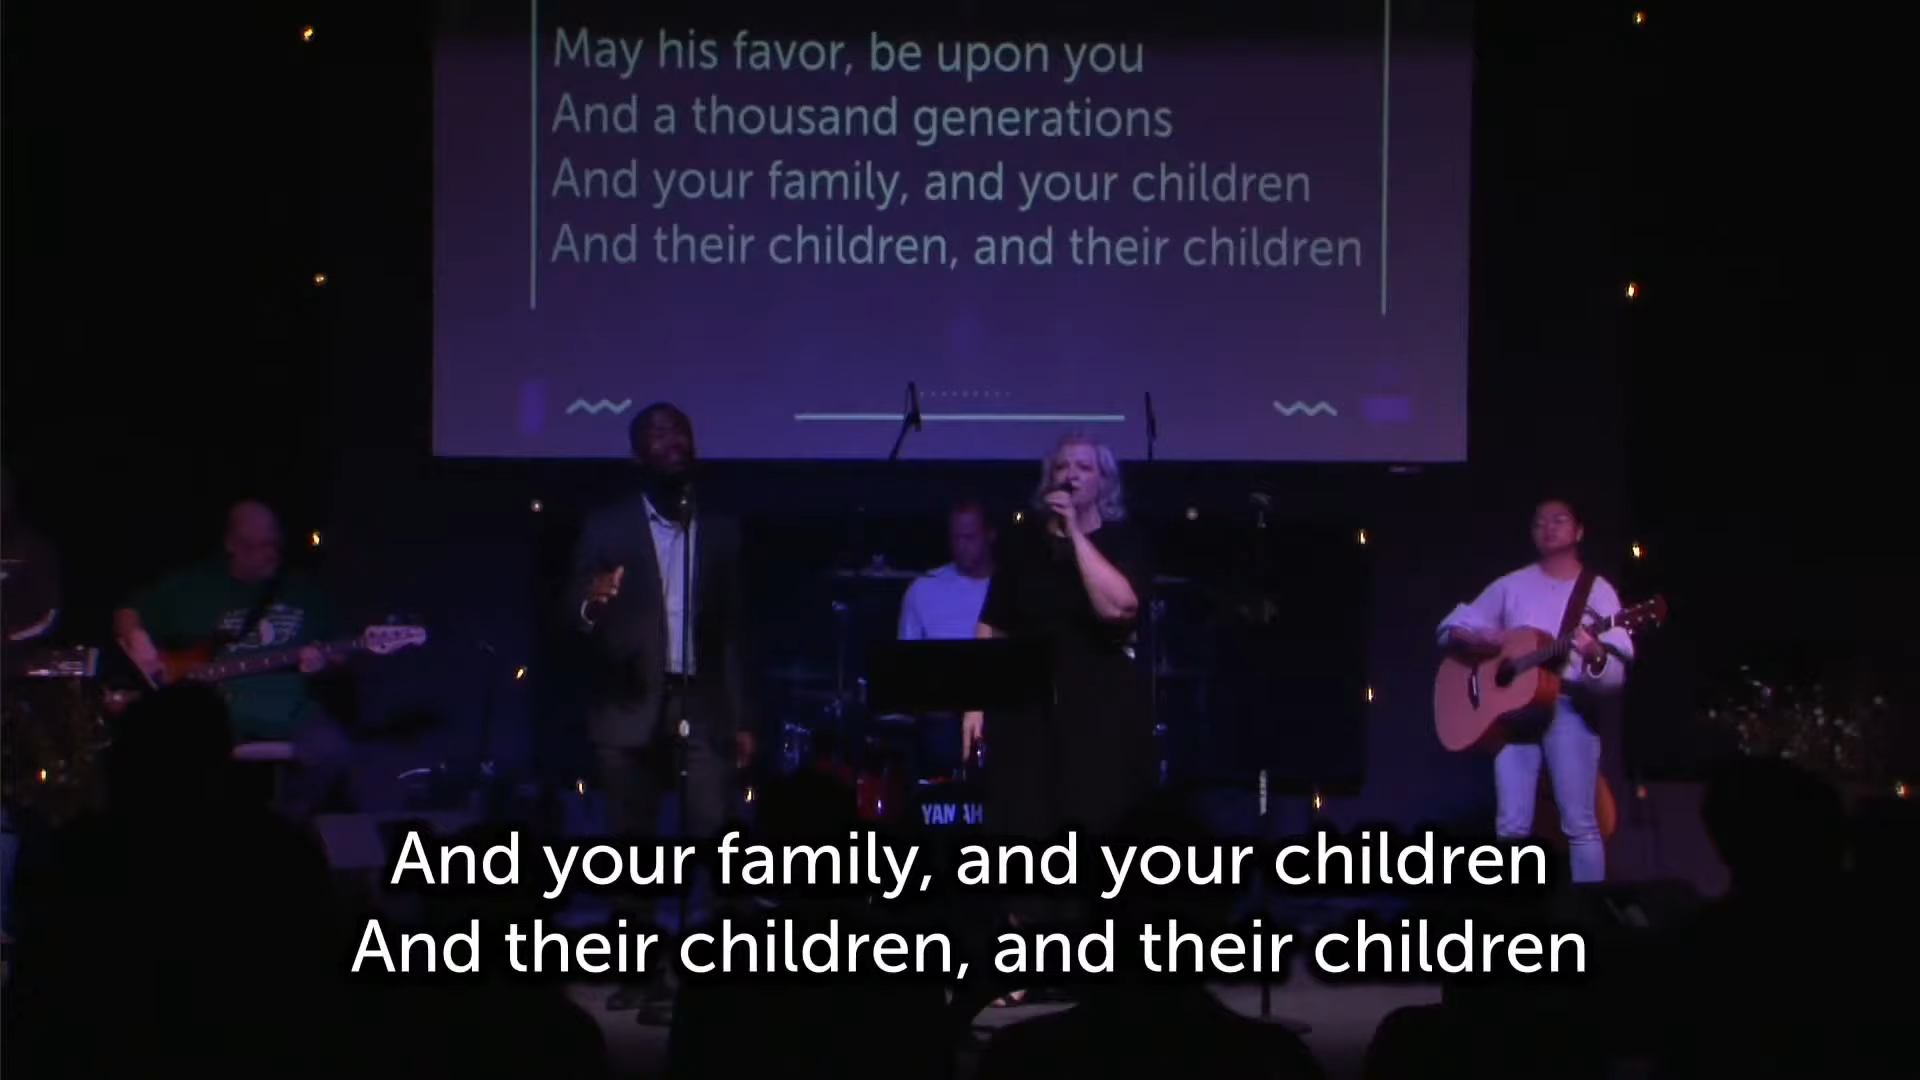 May his favor, be upon you
And a thousand generations
And your family, and your children
And their children, and their children
And your family, and your children
And their children, and their children